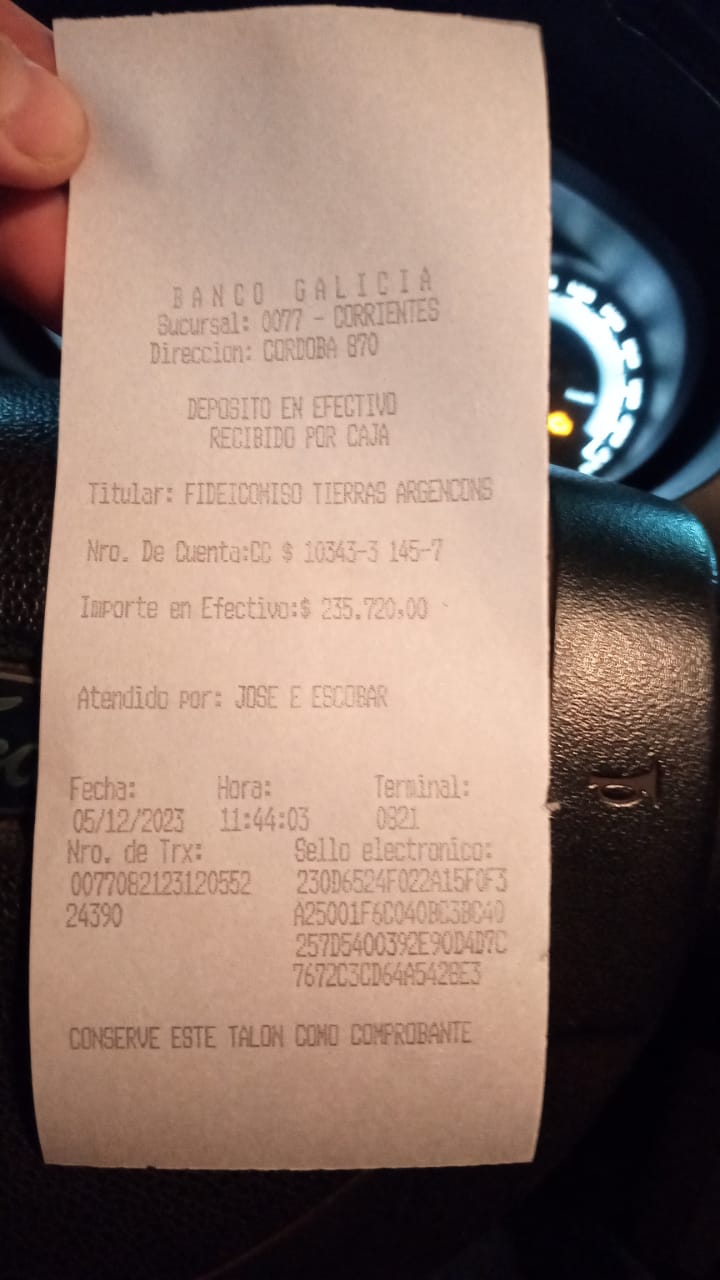 BANCO GALICIA
Sucursal: 0077 - CORRIENTES
Direccion: CORDOBA 870
DEPOSITO EN EFECTIVO
RECIBIDO POR CAJA
Titular: FIDEICOMISO TIERRAS ARGENCONS
Nro. De Cuenta:CC $ 10343-3 145-7
Importe en Efectivo:$ 235.720,00
Atendido por: JOSE E ESCOBAR
Fecha: Hora: Terminal:
05/12/2023 11:44:03 0821
Nro. de Trx: Sello electronico:
0077082123120552 230D6524F022A15F0F3
24390 A25001F6C040BC3BC40
257D5400392E90D4D7C
7672C3CD64A542BE3
CONSERVE ESTE TALON COMO COMPROBANTE